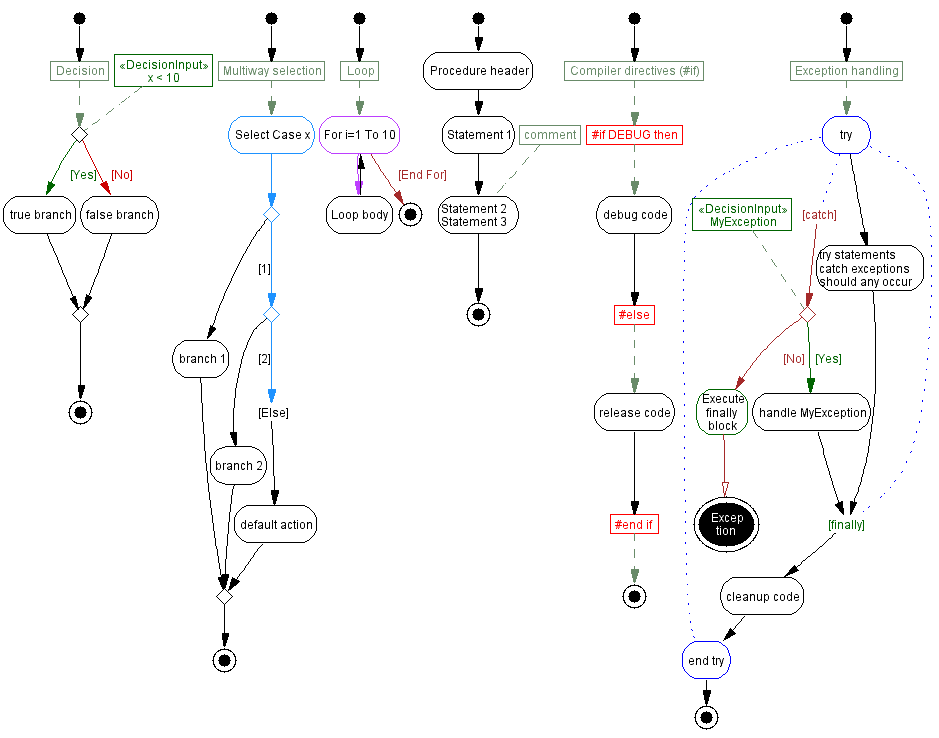 Decision
«DecisionInput»
x < 10
[Yes]
[No]
true branch
false branch
Multiway selection
Select Case x
[1]
branch 1
[2]
branch 2
[Else]
default action
Loop
For i=1 To 10
[End For]
Loop body
Procedure header
Statement 1
comment
Statement 2
Statement 3
Compiler directives (#if)
#if DEBUG then
debug code
#else
release code
#end if
Exception handling
try
«DecisionInput»
MyException
[catch]
try statements
catch exceptions
should any occur
[No]
[Yes]
Execute
finally
block
handle MyException
Excep
tion
[finally]
cleanup code
end try